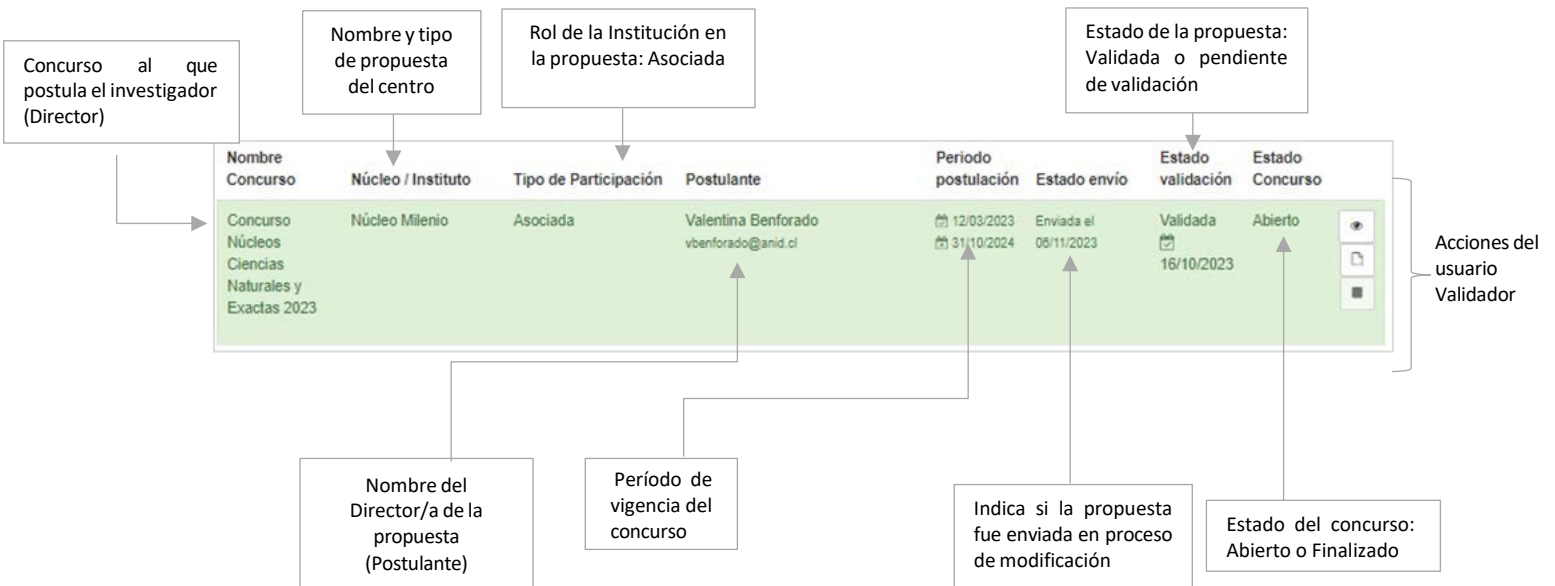 Concurso al que
postula el investigador
(Director)
Nombre y tipo
de propuesta
del centro
Rol de la Institución en
la propuesta: Asociada
Estado de la propuesta:
Validada o pendiente
de validación
Nombre
Concurso
Núcleo / Instituto
Tipo de Participación
Postulante
Periodo
postulación
Estado envío
Estado
validación
Estado
Concurso
Concurso
Núcleos
Ciencias
Naturales y
Exactas 2023
Núcleo Milenio
Asociada
Valentina Benforado
vbenforado@anid.cl
12/03/2023
31/10/2024
Enviada el
06/11/2023
Validada
16/10/2023
Abierto
Acciones del
usuario
Validador
Nombre del
Director/a de la
propuesta
(Postulante)
Período de
vigencia del
concurso
Indica si la propuesta
fue enviada en proceso
de modificación
Estado del concurso:
Abierto o Finalizado